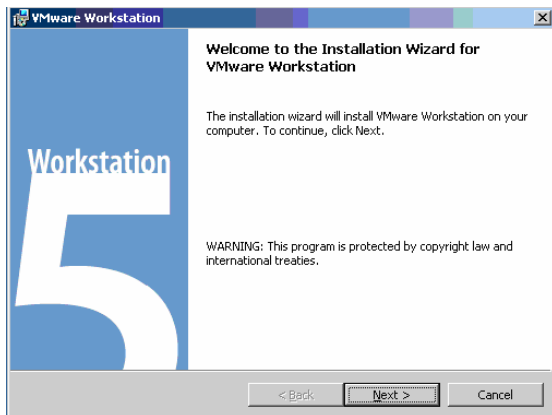 VMware Workstation
Welcome to the Installation Wizard for
VMware Workstation
The installation wizard will install VMware Workstation on your
computer. To continue, click Next.
Workstation
5
WARNING: This program is protected by copyright law and
international treaties.
< Back
Next >
Cancel